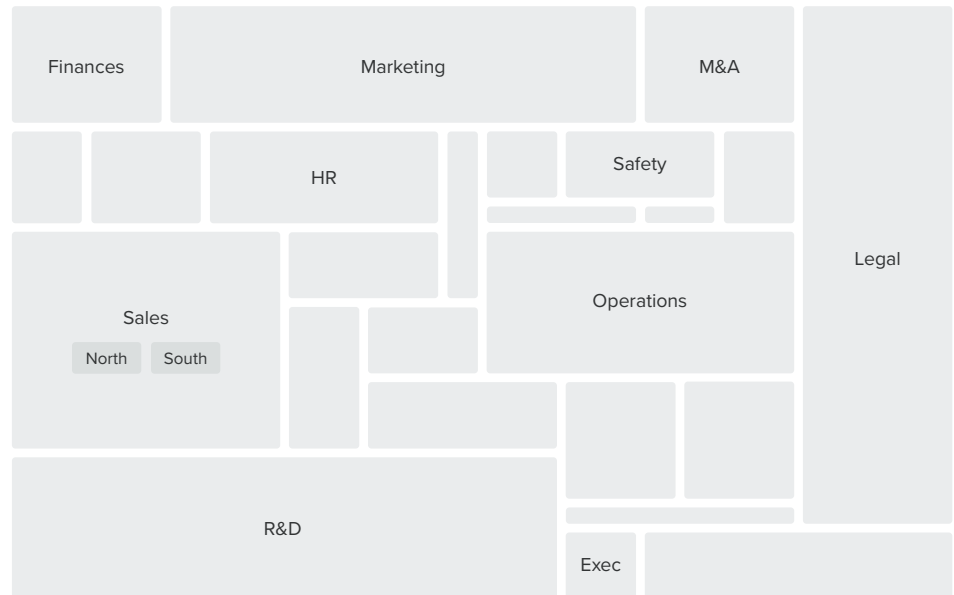 Finances
Marketing
M&A
HR
Safety
Legal
Operations
Sales
North
South
R&D
Exec